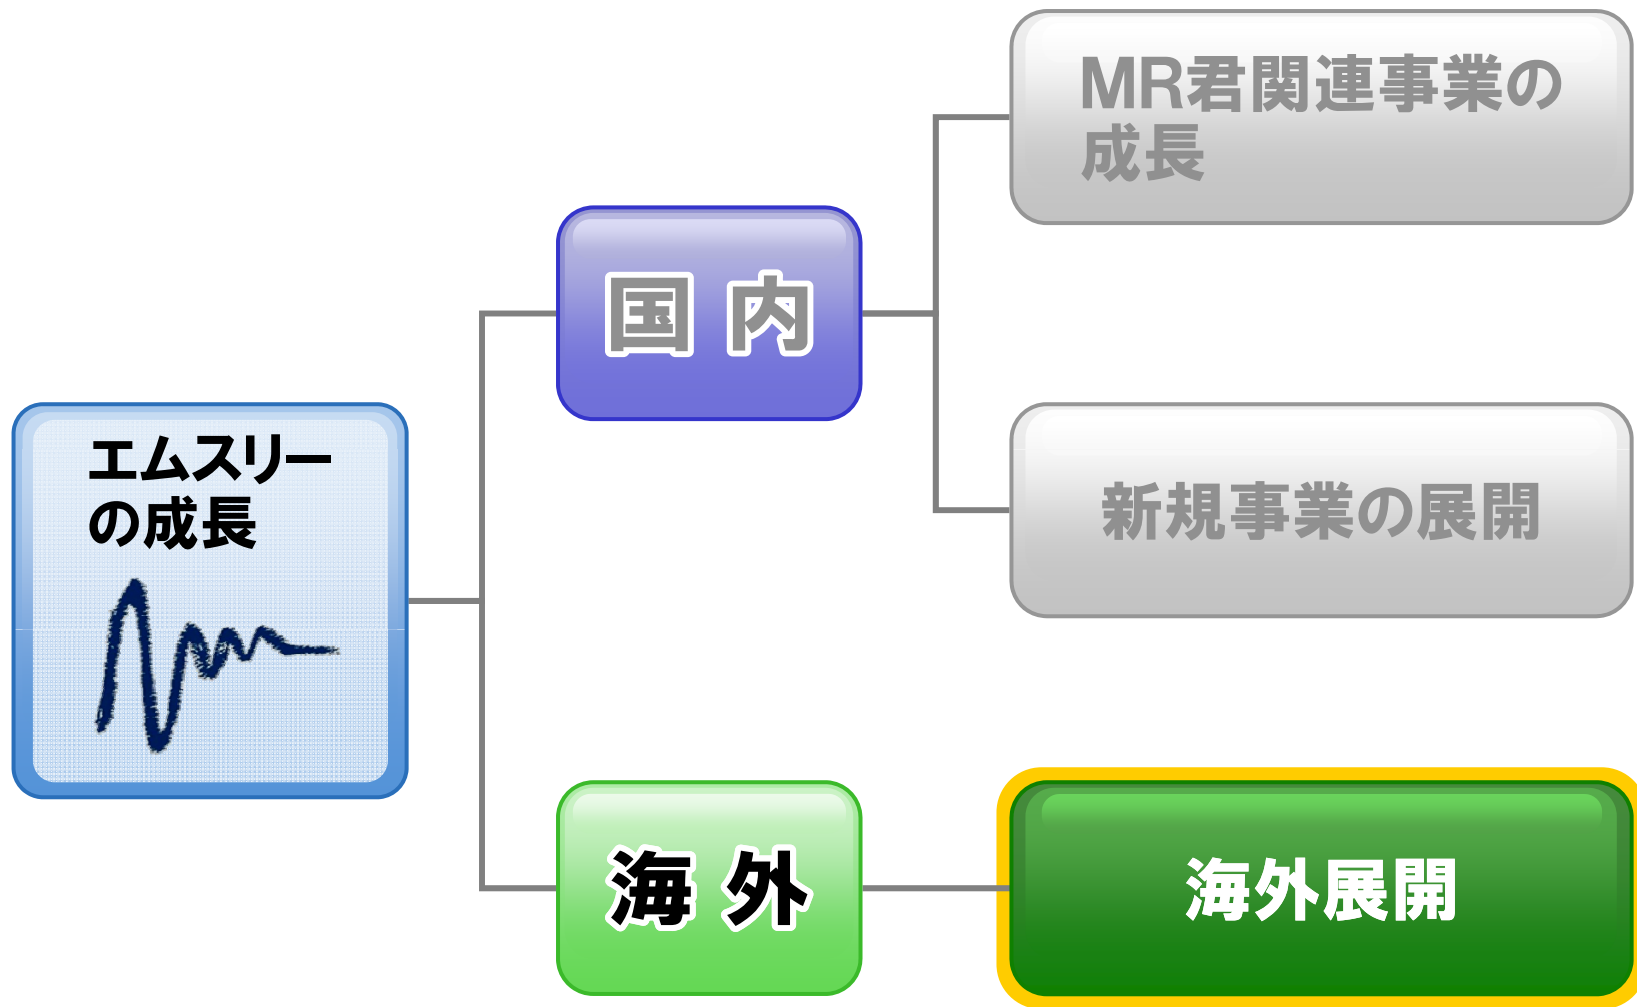 MR君関連事業の
成長
国内
エムスリー
の成長
新規事業の展開
海外
海外展開